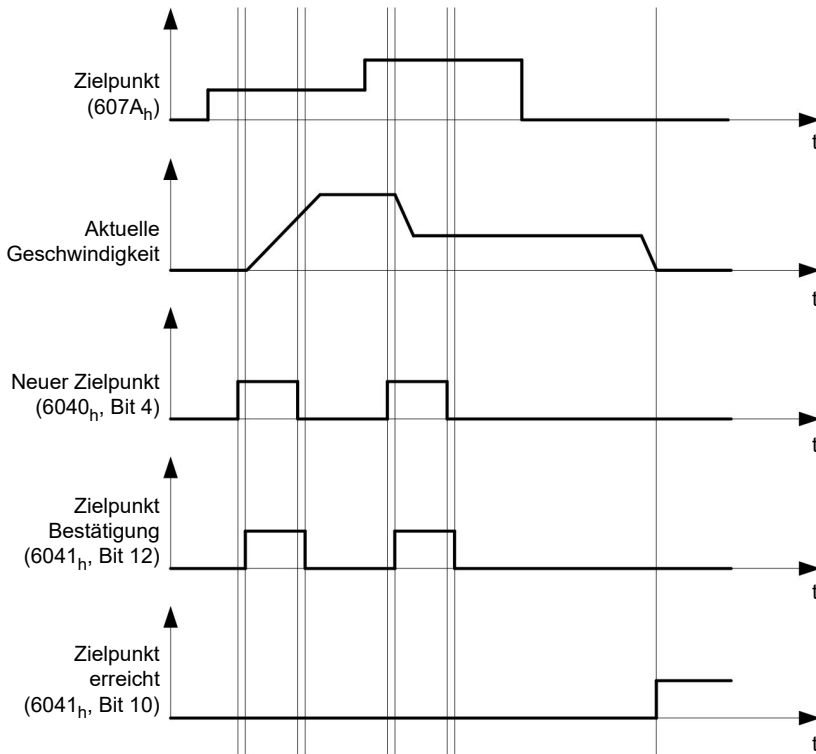 Zielpunkt
(607Ah)
t
Aktuelle
Geschwindigkeit
t
Neuer Zielpunkt
(6040h, Bit 4)
t
Zielpunkt
Bestätigung
(6041h, Bit 12)
t
Zielpunkt
erreicht
(6041h, Bit 10)
t